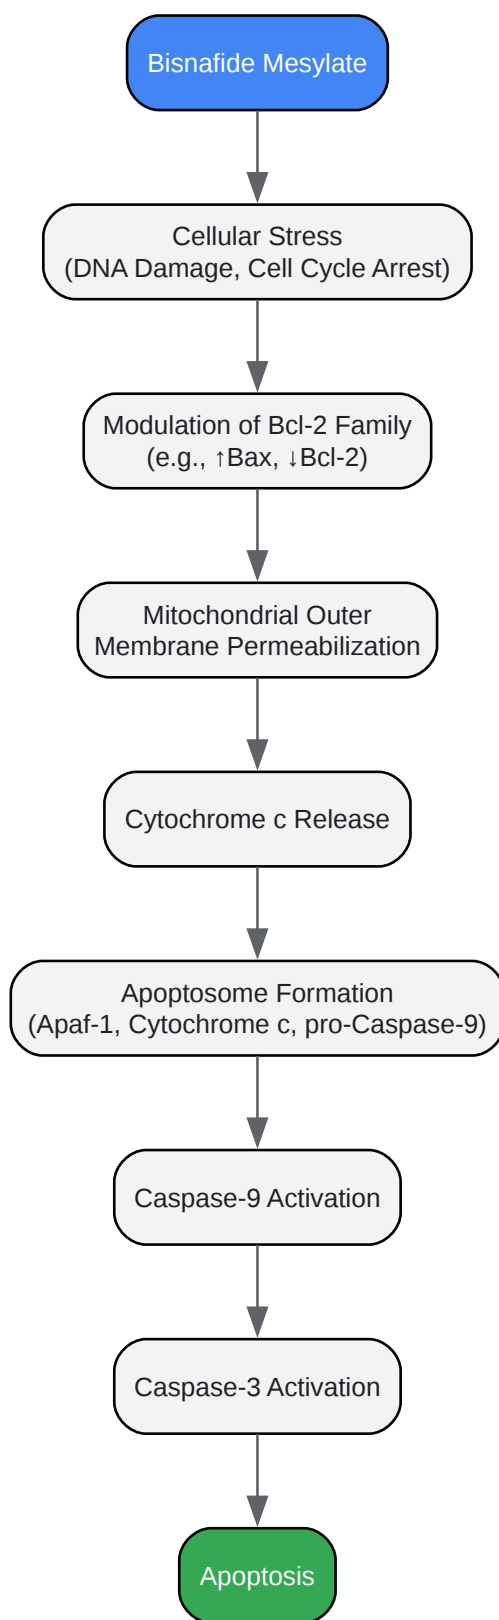 Bisnafide Mesylate
Cellular Stress
(DNA Damage, Cell Cycle Arrest)
Modulation of Bcl-2 Family
(e.g., ↑Bax, ↓Bcl-2)
Mitochondrial Outer
Membrane Permeabilization
Cytochrome c Release
Apoptosome Formation
(Apaf-1, Cytochrome c, pro-Caspase-9)
Caspase-9 Activation
Caspase-3 Activation
Apoptosis